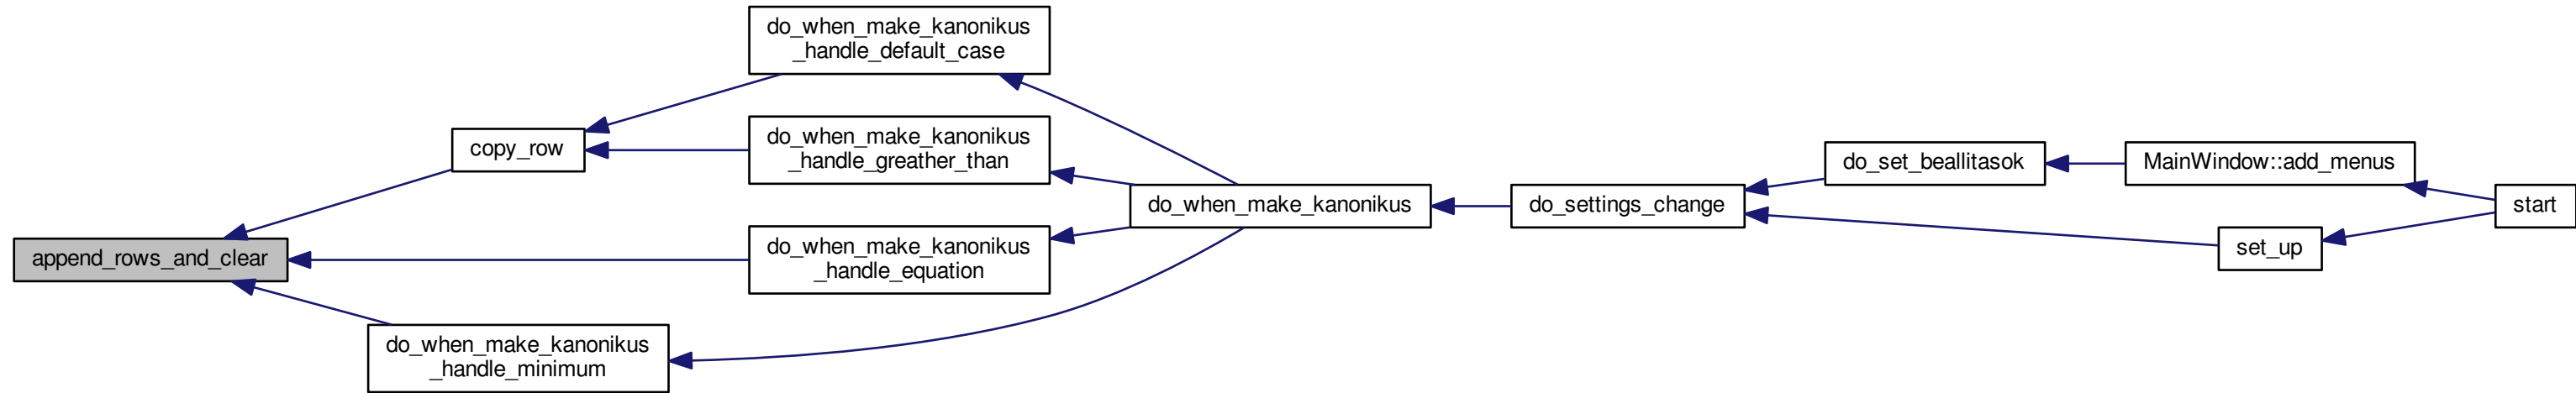 do_when_make_kanonikus
_handle_default_case
copy_row
do_when_make_kanonikus
_handle_greather_than
append_rows_and_clear
do_when_make_kanonikus
_handle_equation
do_when_make_kanonikus
_handle_minimum
do_when_make_kanonikus
do_settings_change
do_set_beallitasok
MainWindow::add_menus
set_up
start